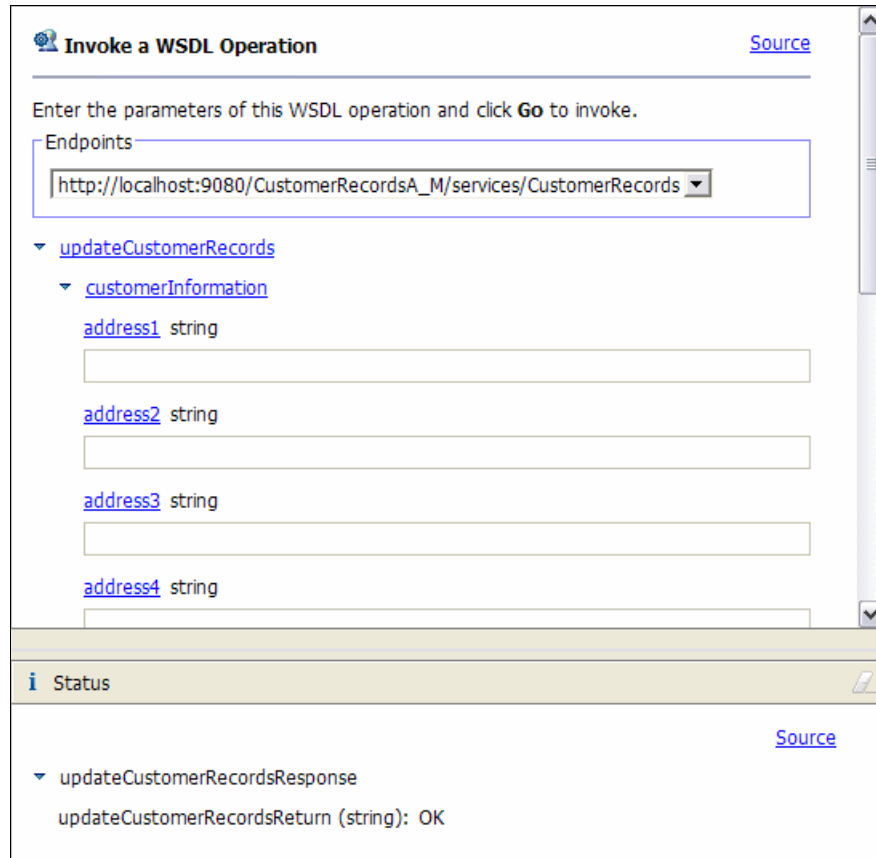 Invoke a WSDL Operation Source
Enter the parameters of this WSDL operation and click Go to invoke.
Endpoints
http://localhost:9080/CustomerRecordsA_M/services/CustomerRecords
updateCustomerRecords
customerInformation
address1 string
address2 string
address3 string
address4 string
i Status
Source
updateCustomerRecordsResponse
updateCustomerRecordsReturn (string): OK